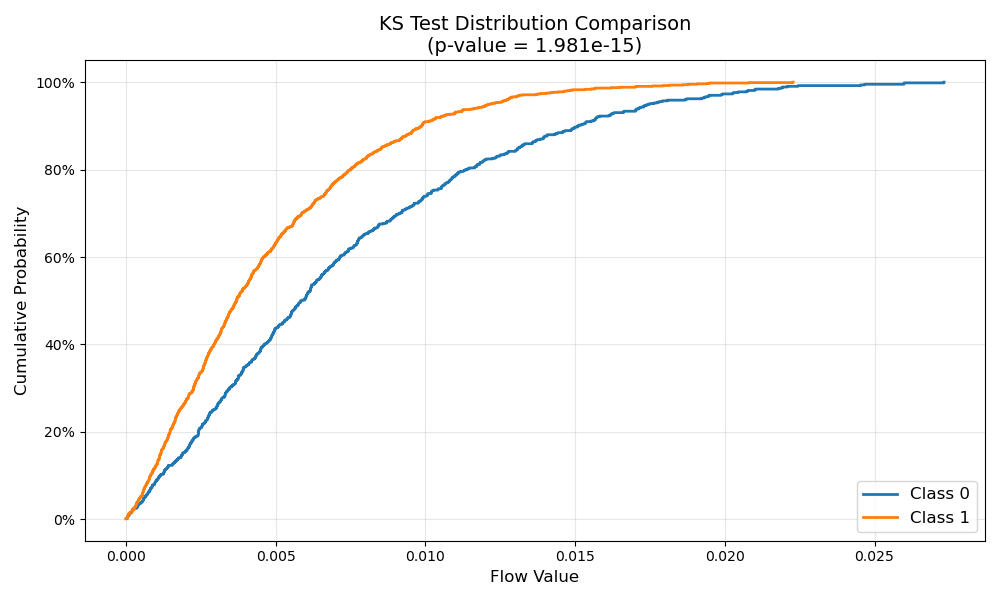 KS Test Distribution Comparison
(p-value = 1.981e-15)
Cumulative Probability
100%
80%
60%
40%
20%
0%
Class 0
Class 1
0.000 0.005 0.010 0.015 0.020 0.025
Flow Value